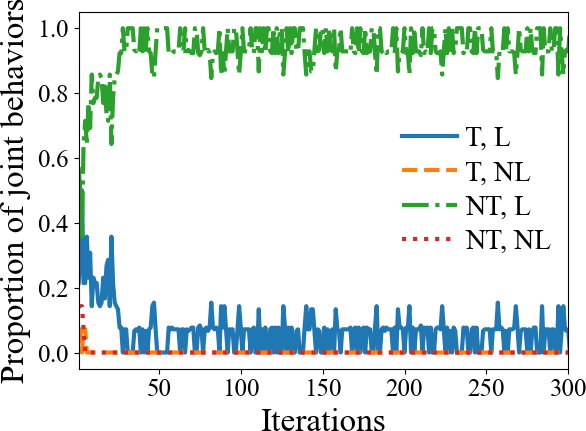 Proportion of joint behaviors
1.0
0.8
0.6
0.4
0.2
0.0
T, L
T, NL
NT, L
NT, NL
50 100 150 200 250 300
Iterations